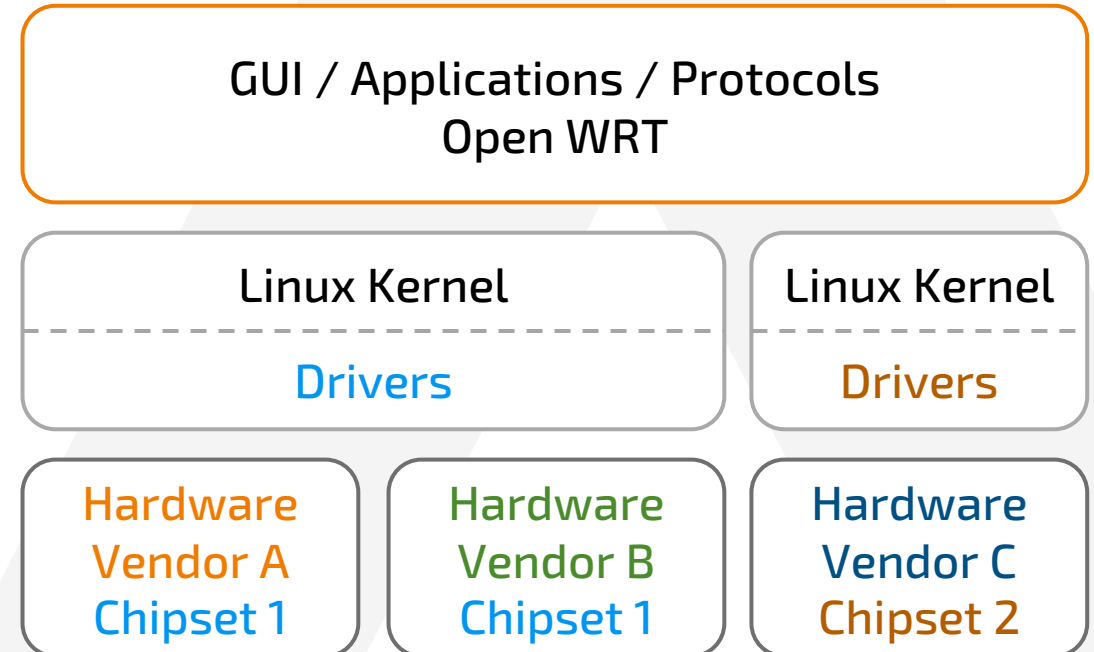 GUI / Applications / Protocols
Open WRT
Linux Kernel
Drivers
Linux Kernel
Drivers
Hardware
Vendor A
Chipset 1
Hardware
Vendor B
Chipset 1
Hardware
Vendor C
Chipset 2